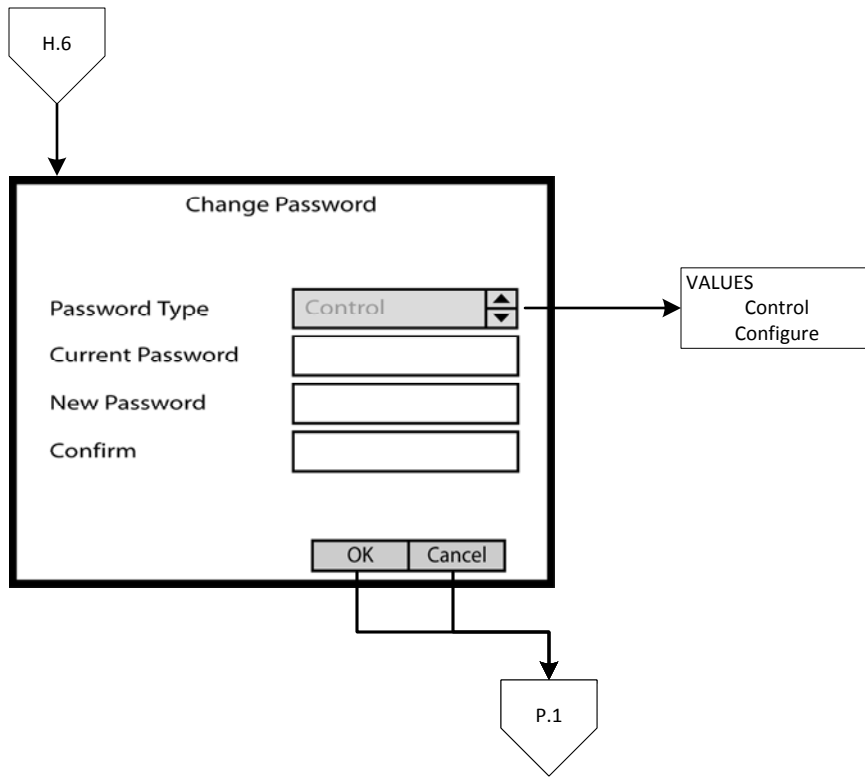 H.6
Change Password
Password Type
Control
VALUES
Control
Configure
Current Password
New Password
Confirm
OK
Cancel
P.1